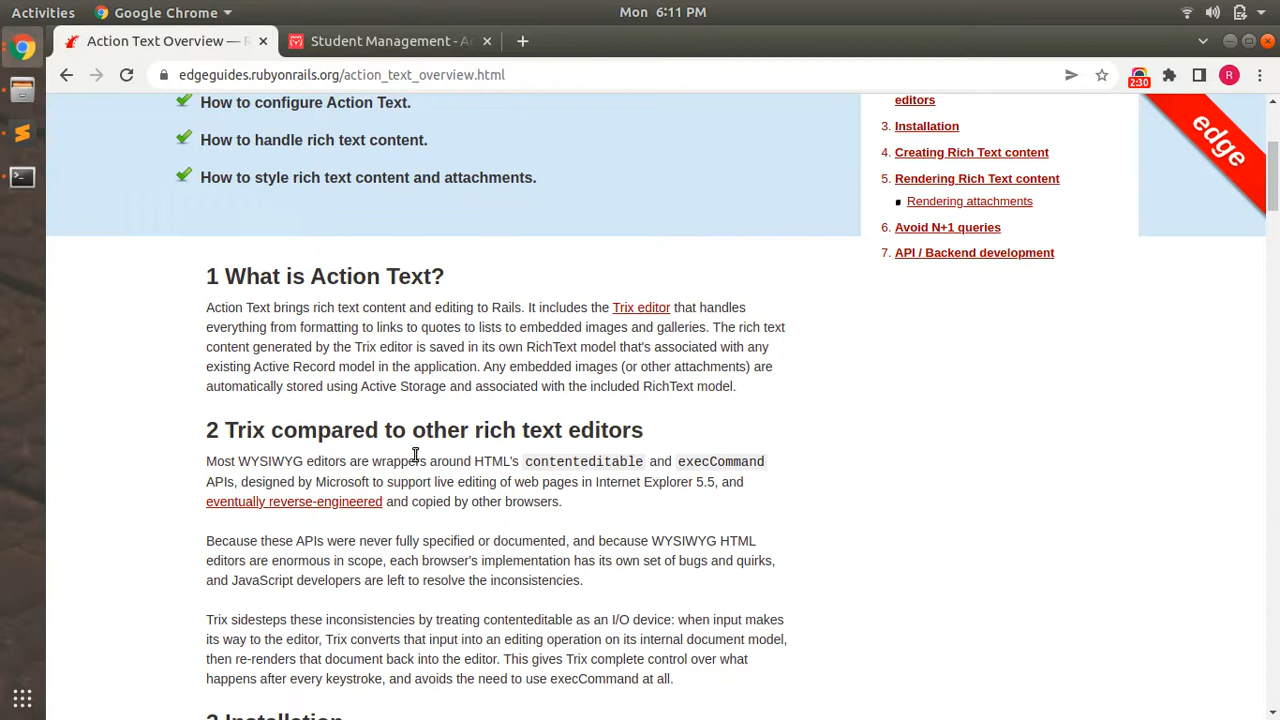 Activities
Google Chrome
Mon 6:11 PM
Action Text Overview —
Student Management - A
edgeguides.rubyonrails.org/action_text_overview.html
2:30
R
How to configure Action Text.
How to handle rich text content.
How to style rich text content and attachments.
editors
3. Installation
4. Creating Rich Text content
5. Rendering Rich Text content
Rendering attachments
6. Avoid N+1 queries
7. API / Backend development
edge
1 What is Action Text?
Action Text brings rich text content and editing to Rails. It includes the Trix editor that handles
everything from formatting to links to quotes to lists to embedded images and galleries. The rich text
content generated by the Trix editor is saved in its own RichText model that's associated with any
existing Active Record model in the application. Any embedded images (or other attachments) are
automatically stored using Active Storage and associated with the included RichText model.
2 Trix compared to other rich text editors
Most WYSIWYG editors are wrappers around HTML's contenteditable and execCommand
APIs, designed by Microsoft to support live editing of web pages in Internet Explorer 5.5, and
eventually reverse-engineered and copied by other browsers.
Because these APIs were never fully specified or documented, and because WYSIWYG HTML
editors are enormous in scope, each browser's implementation has its own set of bugs and quirks,
and JavaScript developers are left to resolve the inconsistencies.
Trix sidesteps these inconsistencies by treating contenteditable as an I/O device: when input makes
its way to the editor, Trix converts that input into an editing operation on its internal document model,
then re-renders that document back into the editor. This gives Trix complete control over what
happens after every keystroke, and avoids the need to use execCommand at all.
3 Installation